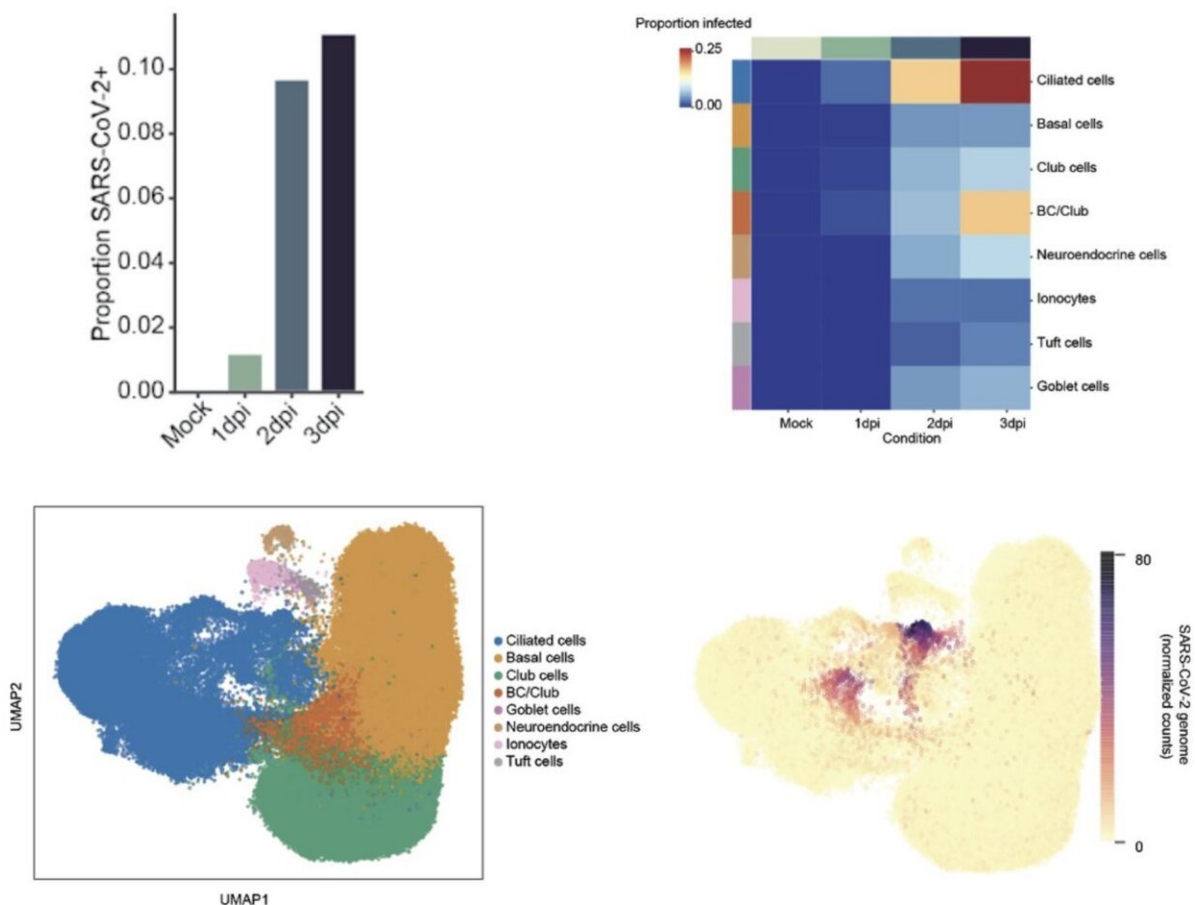 Proportion SARS-CoV-2+
0.10
0.08
0.06
0.04
0.02
0.00
Mock
1dpi
2dpi
3dpi
Proportion infected
0.25
0.00
Ciliated cells
Basal cells
Club cells
BC/Club
Neuroendocrine cells
Ionocytes
Tuft cells
Goblet cells
Mock 1dpi 2dpi 3dpi
Condition
UMAP2
UMAP1
Ciliated cells
Basal cells
Club cells
BC/Club
Goblet cells
Neuroendocrine cells
Ionocytes
Tuft cells
80
0
SARS-CoV-2 genome
(normalized counts)